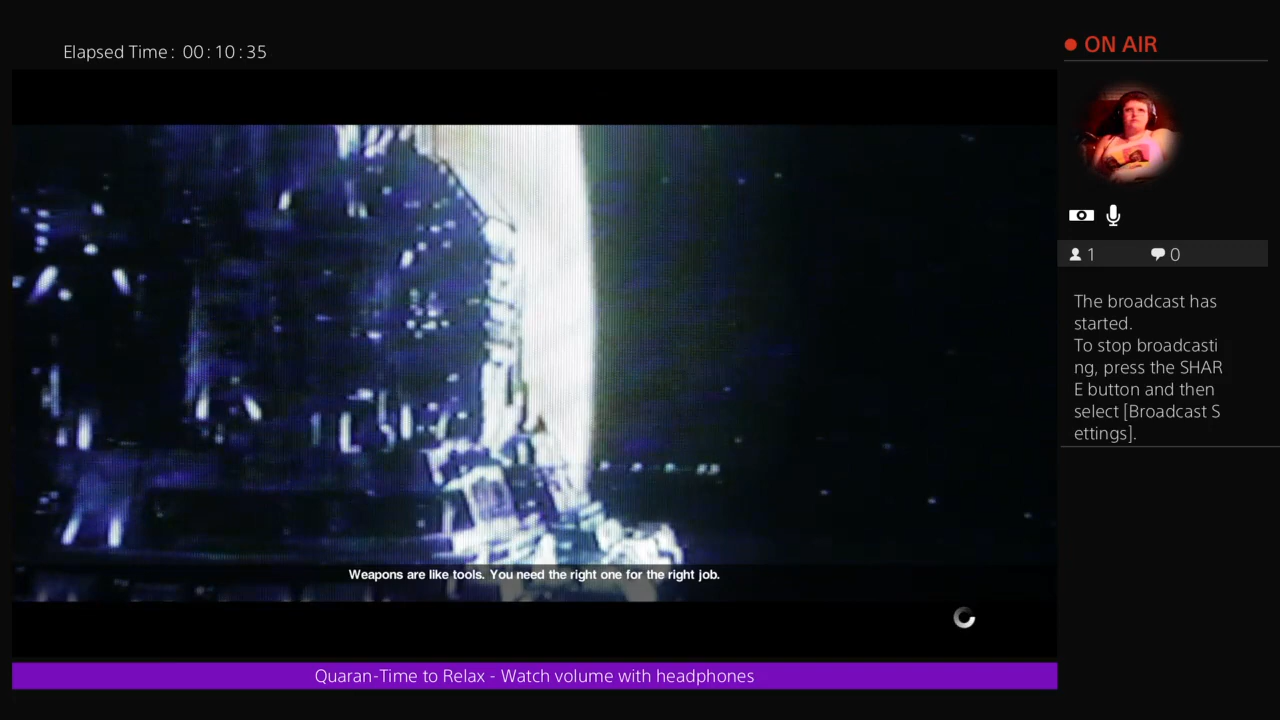 Elapsed Time: 00:10:35
ON AIR
1
0
The broadcast has
started.
To stop broadcasti
ng, press the SHAR
E button and then
select [Broadcast S
ettings].
Weapons are like tools. You need the right one for the right job.
Quaran-Time to Relax - Watch volume with headphones